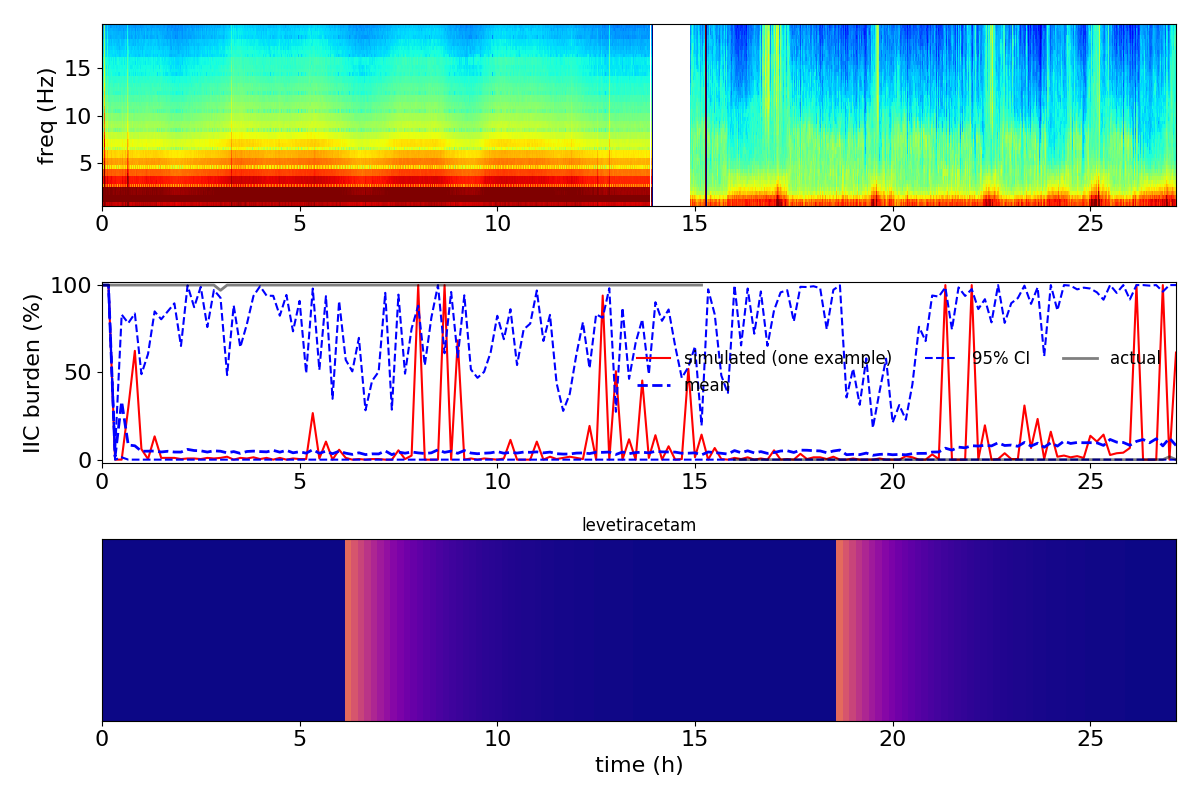 freq (Hz)
15
10
5
0 5 10 15 20 25
IIC burden (%)
100
50
0
simulated (one example) 95% CI actual
mean
0 5 10 15 20 25
levetiracetam
0 5 10 15 20 25
time (h)